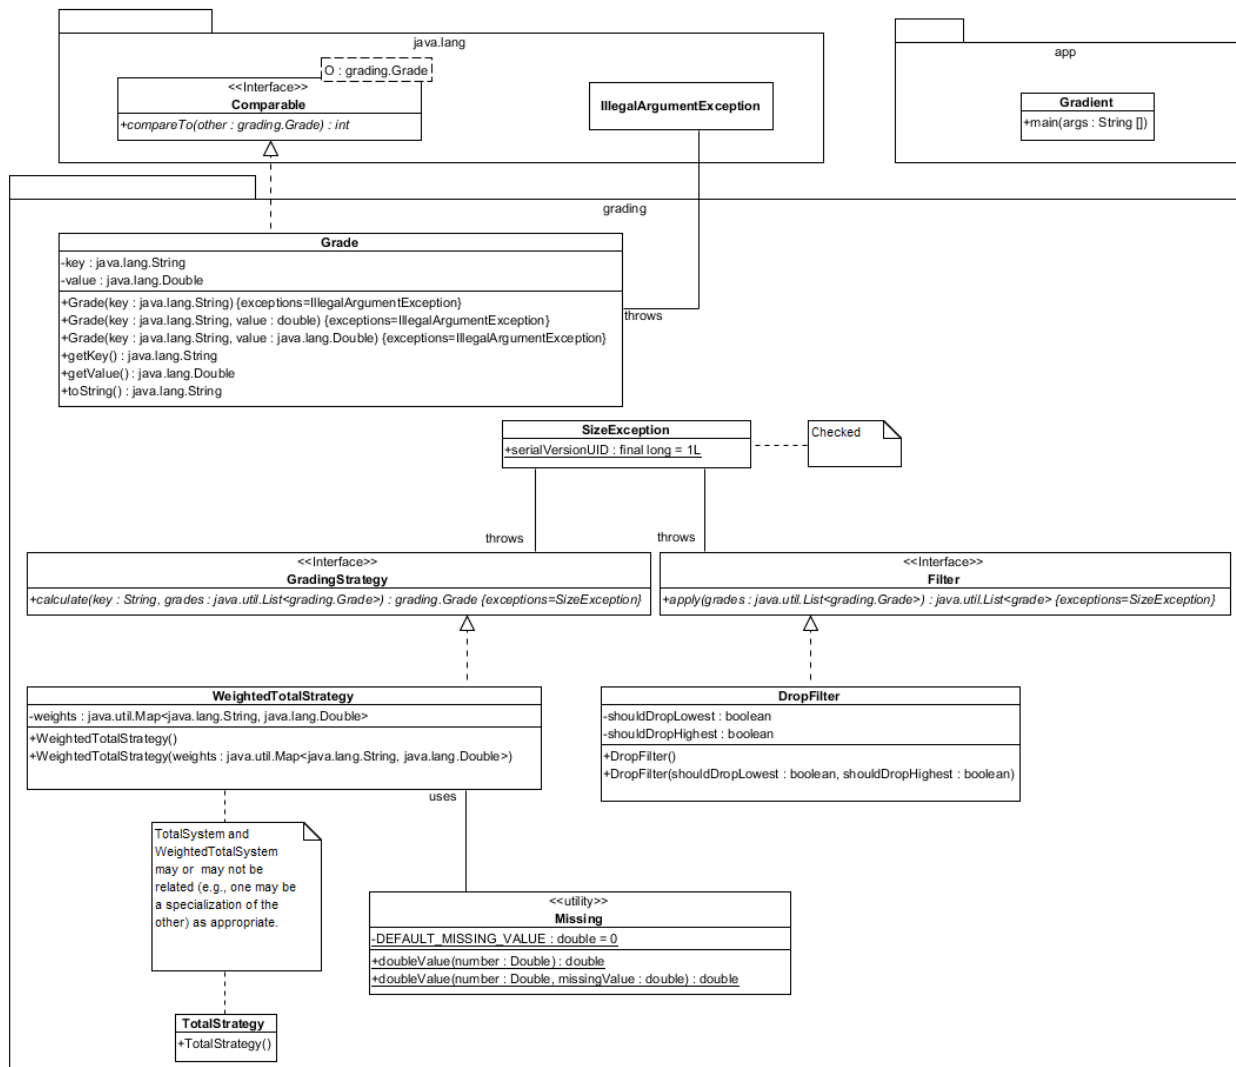 java.lang
O : grading.Grade
<<Interface>>
Comparable
+compareTo(other : grading.Grade) : int
IllegalArgumentException
app
Gradient
+main(args : String [])
grading
Grade
-key : java.lang.String
-value : java.lang.Double
+Grade(key : java.lang.String) {exceptions=IllegalArgumentException}
+Grade(key : java.lang.String, value : double) {exceptions=IllegalArgumentException}
+Grade(key : java.lang.String, value : java.lang.Double) {exceptions=IllegalArgumentException}
+getKey() : java.lang.String
+getValue() : java.lang.Double
+toString() : java.lang.String
throws
SizeException
+serialVersionUID : final long = 1L
Checked
throws
throws
<<Interface>>
GradingStrategy
+calculate(key : String, grades : java.util.List<grading.Grade>) : grading.Grade {exceptions=SizeException}
<<Interface>>
Filter
+apply(grades : java.util.List<grading.Grade>) : java.util.List<grade> {exceptions=SizeException}
WeightedTotalStrategy
-weights : java.util.Map<java.lang.String, java.lang.Double>
+WeightedTotalStrategy()
+WeightedTotalStrategy(weights : java.util.Map<java.lang.String, java.lang.Double>)
DropFilter
-shouldDropLowest : boolean
-shouldDropHighest : boolean
+DropFilter()
+DropFilter(shouldDropLowest : boolean, shouldDropHighest : boolean)
uses
TotalSystem and
WeightedTotalSystem
may or may not be
related (e.g., one may be
a specialization of the
other) as appropriate.
<<utility>>
Missing
-DEFAULT_MISSING_VALUE : double = 0
+doubleValue(number : Double) : double
+doubleValue(number : Double, missingValue : double) : double
TotalStrategy
+TotalStrategy()